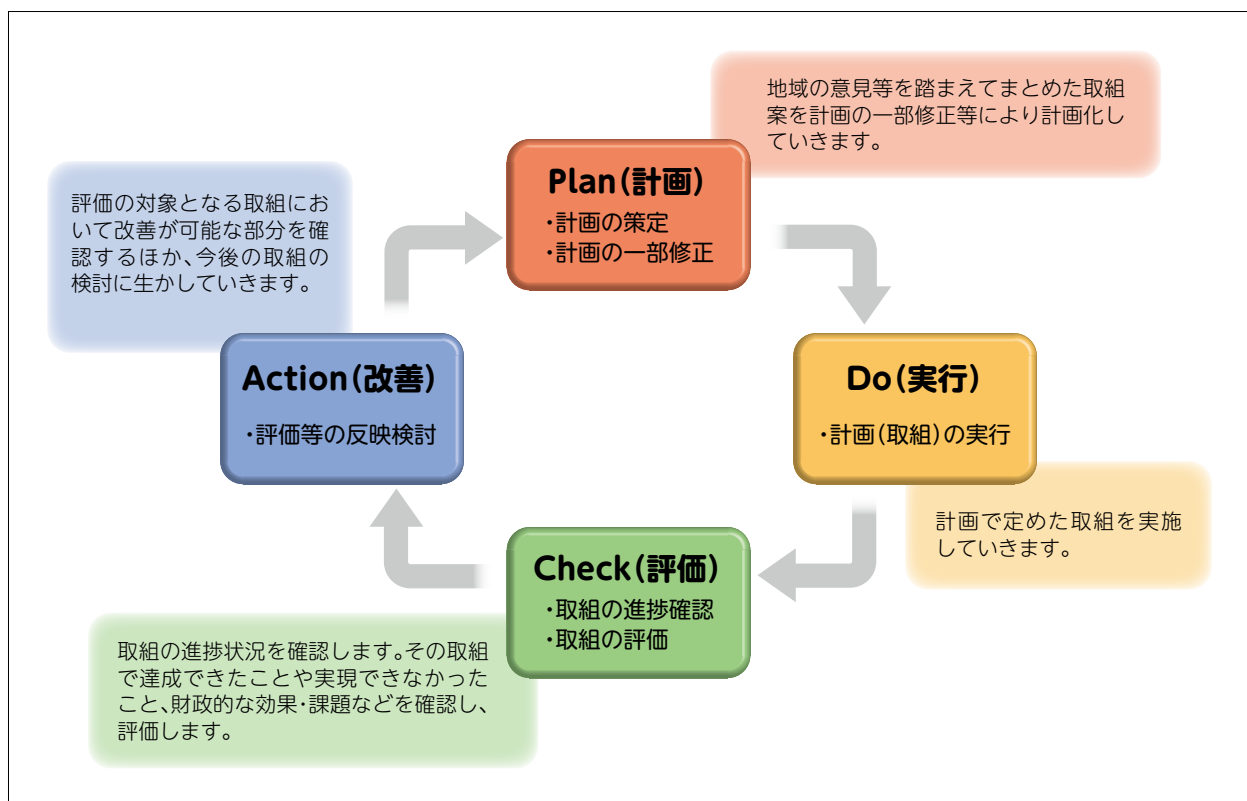 地域の意見等を踏まえてまとめた取組
案を計画の一部修正等により計画化し
ていきます。
Plan(計画)
・計画の策定
・計画の一部修正
Do(実行)
・計画(取組)の実行
計画で定めた取組を実施
していきます。
Check(評価)
・取組の進捗確認
・取組の評価
取組の進捗状況を確認します。その取組
で達成できたことや実現できなかった
こと、財政的な効果・課題などを確認し、
評価します。
Action(改善)
・評価等の反映検討
評価の対象となる取組にお
いて改善が可能な部分を確
認するほか、今後の取組の
検討に生かしていきます。